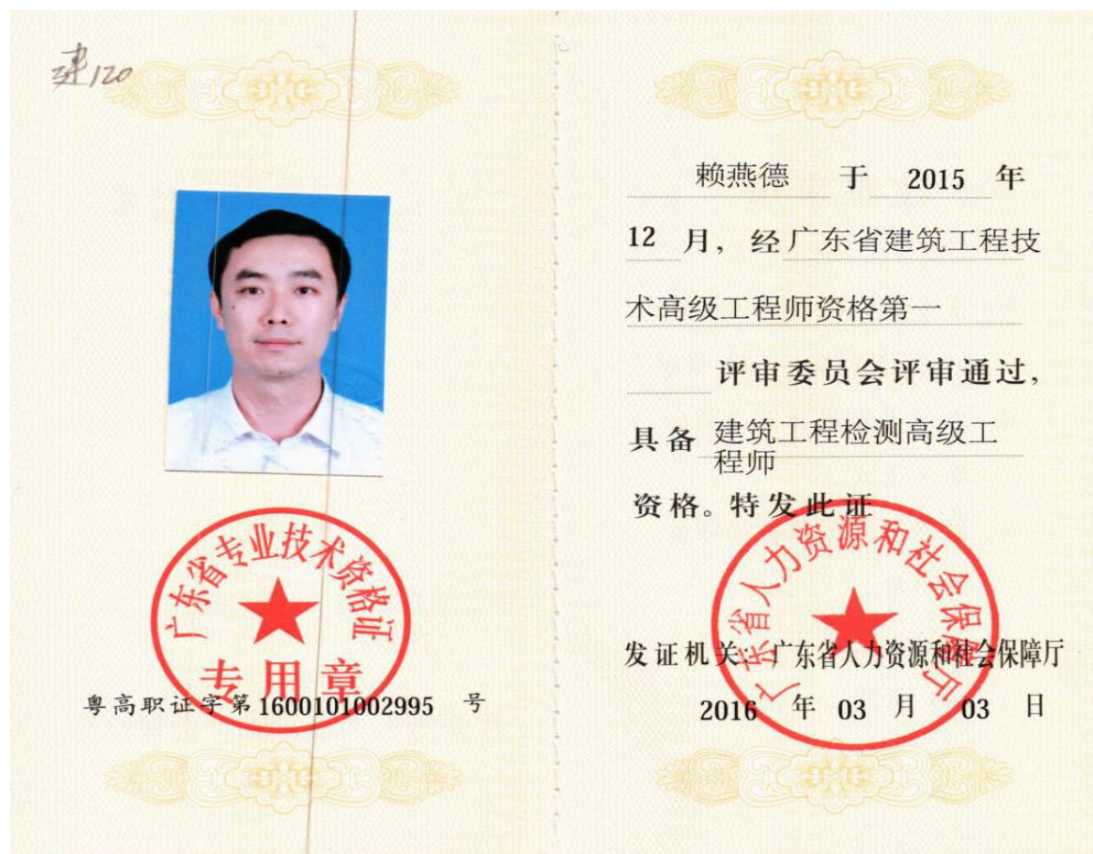 建120
广东省专业技术资格证
专用章
粤高职证字第 1600101002995 号
赖燕德 于 2015 年
12 月，经 广东省建筑工程技
术高级工程师资格第一
评审委员会评审通过，
具备 建筑工程检测高级工
程师
资格。特发此证
广东省人力资源和社会保障厅
发证机关：广东省人力资源和社会保障厅
2016 年 03 月 03 日